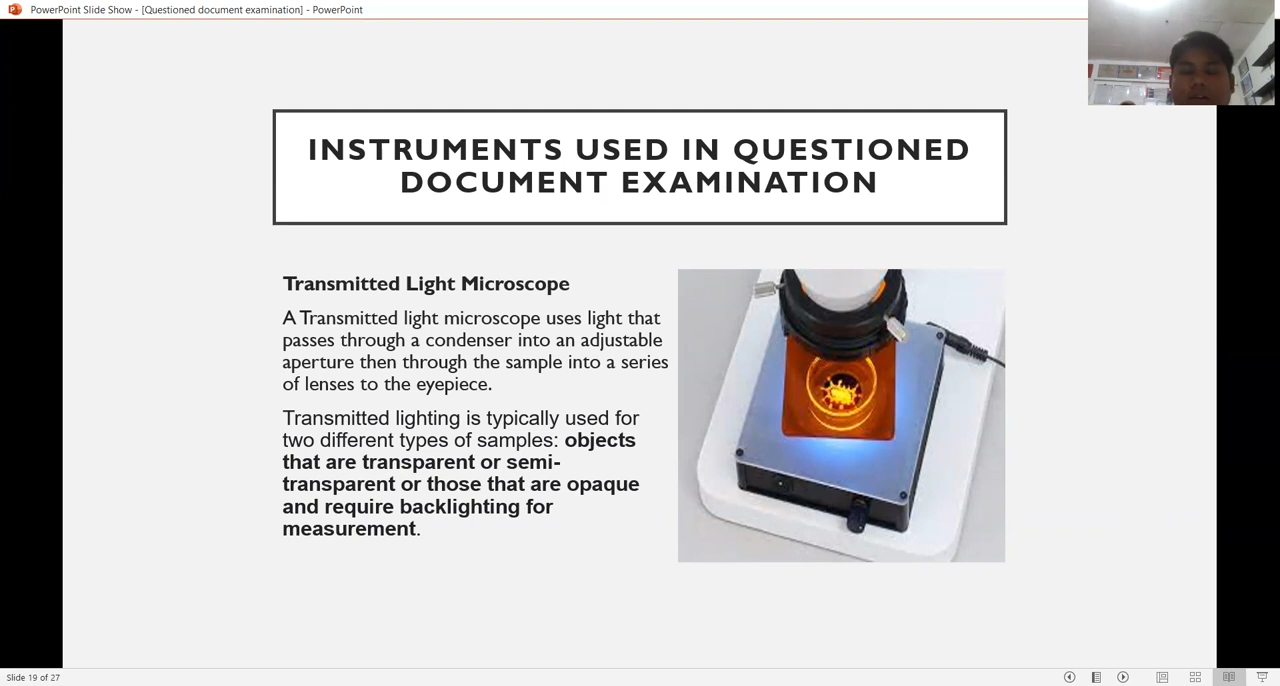 PowerPoint Slide Show - [Questioned document examination] - PowerPoint
INSTRUMENTS USED IN QUESTIONED
DOCUMENT EXAMINATION
Transmitted Light Microscope
A Transmitted light microscope uses light that
passes through a condenser into an adjustable
aperture then through the sample into a series
of lenses to the eyepiece.
Transmitted lighting is typically used for
two different types of samples: objects
that are transparent or semi-
transparent or those that are opaque
and require backlighting for
measurement.
Slide 19 of 27